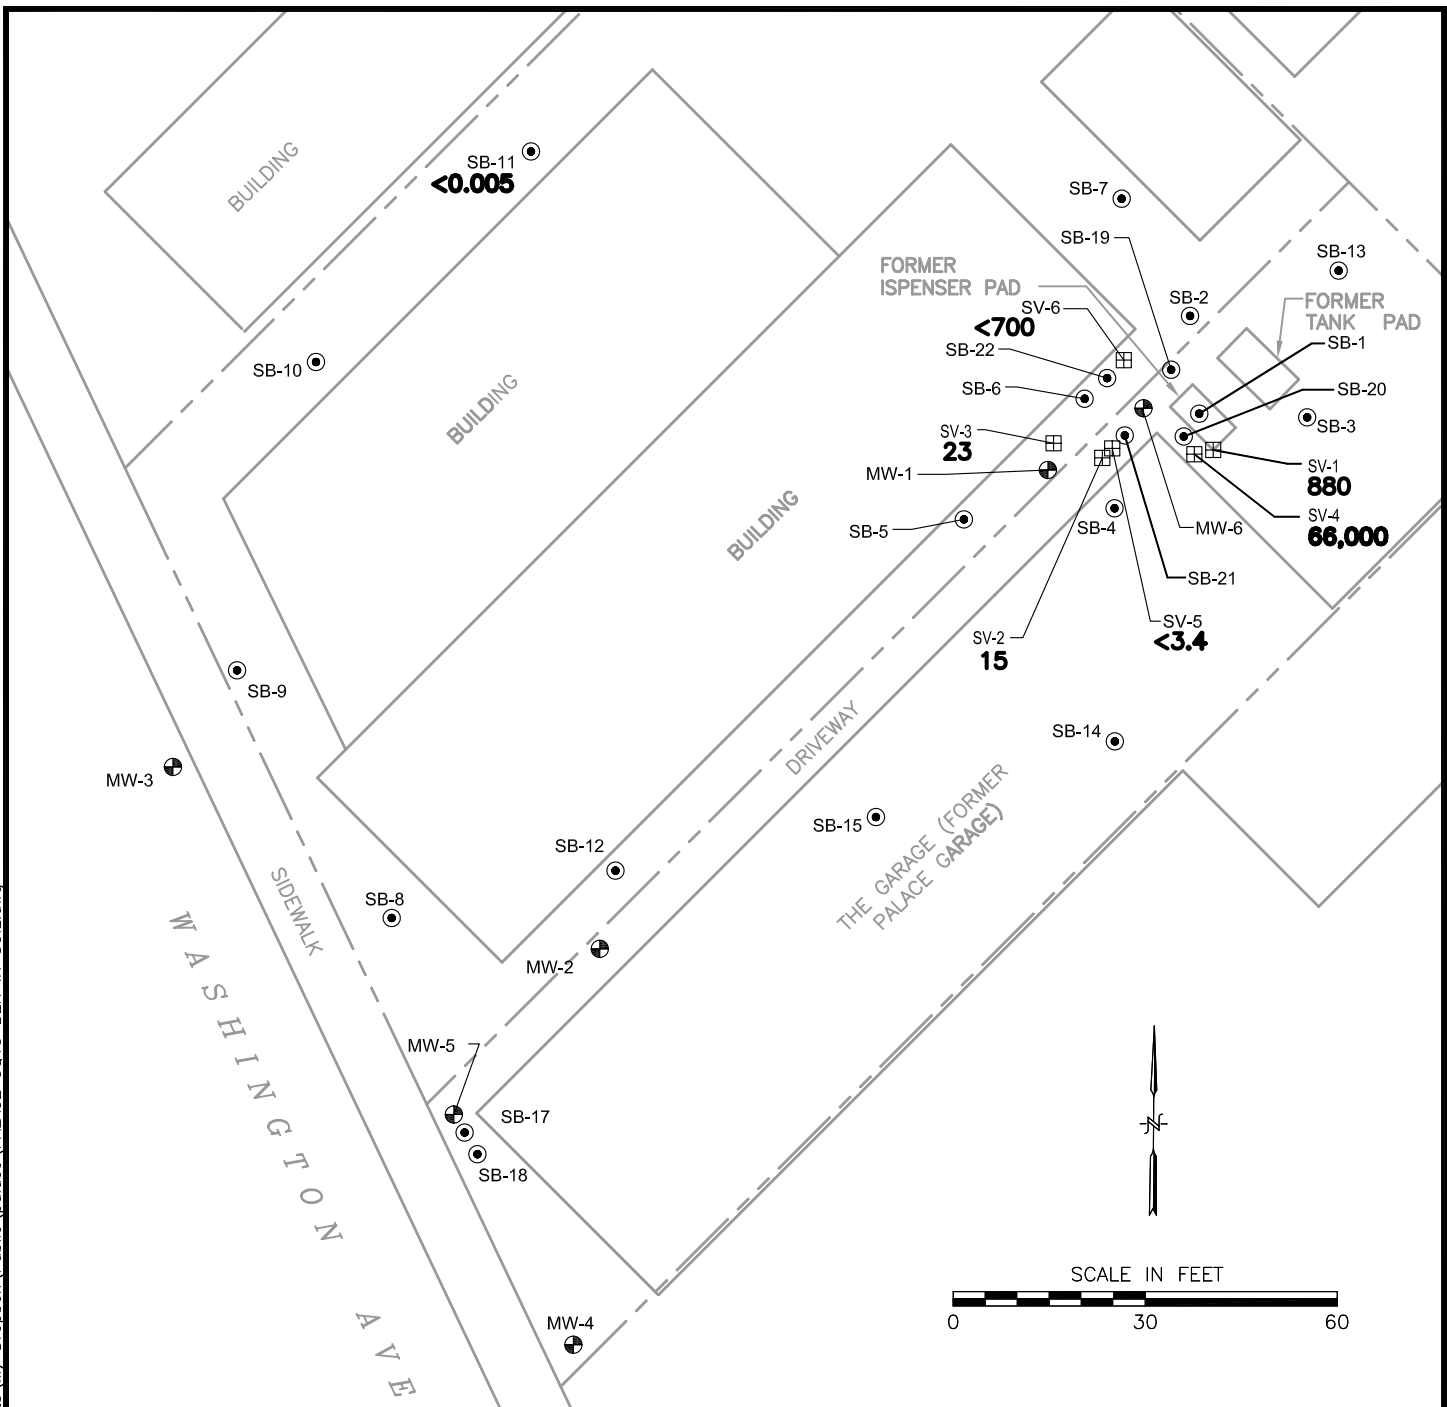 BUILDING
SB-11
<0.005
SB-7
SB-19
SB-13
FORMER
ISPENSER PAD
SV-6
<700
SB-2
FORMER
TANK PAD
SB-22
SB-1
SB-10
SB-6
SB-20
BUILDING
SV-3
23
SB-3
MW-1
SV-1
880
BUILDING
SB-5
SB-4
MW-6
SV-4
66,000
SB-21
SV-5
<3.4
SV-2
15
SB-9
DRIVEWAY
SB-14
MW-3
THE GARAGE (FORMER
PALACE GARAGE)
SB-15
SB-12
SIDEWALK
SB-8
WASHINGTON AVE
MW-2
MW-5
SB-17
N
SB-18
SCALE IN FEET
MW-4
0 30 60